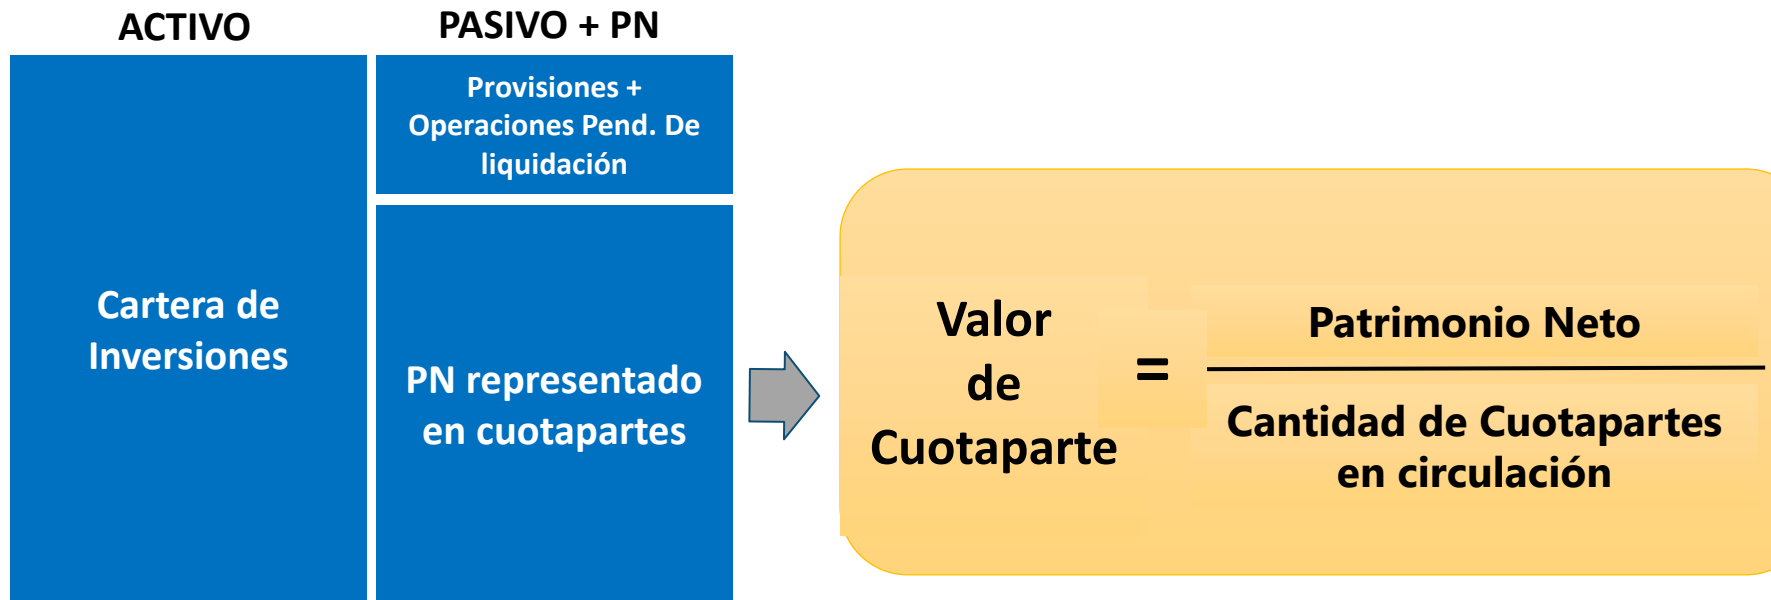 ACTIVO
PASIVO + PN
Cartera de
Inversiones
Provisiones +
Operaciones Pend. De
liquidación
PN representado
en cuotapartes
Valor
de
Cuotaparte
=
Patrimonio Neto
Cantidad de Cuotapartes
en circulación